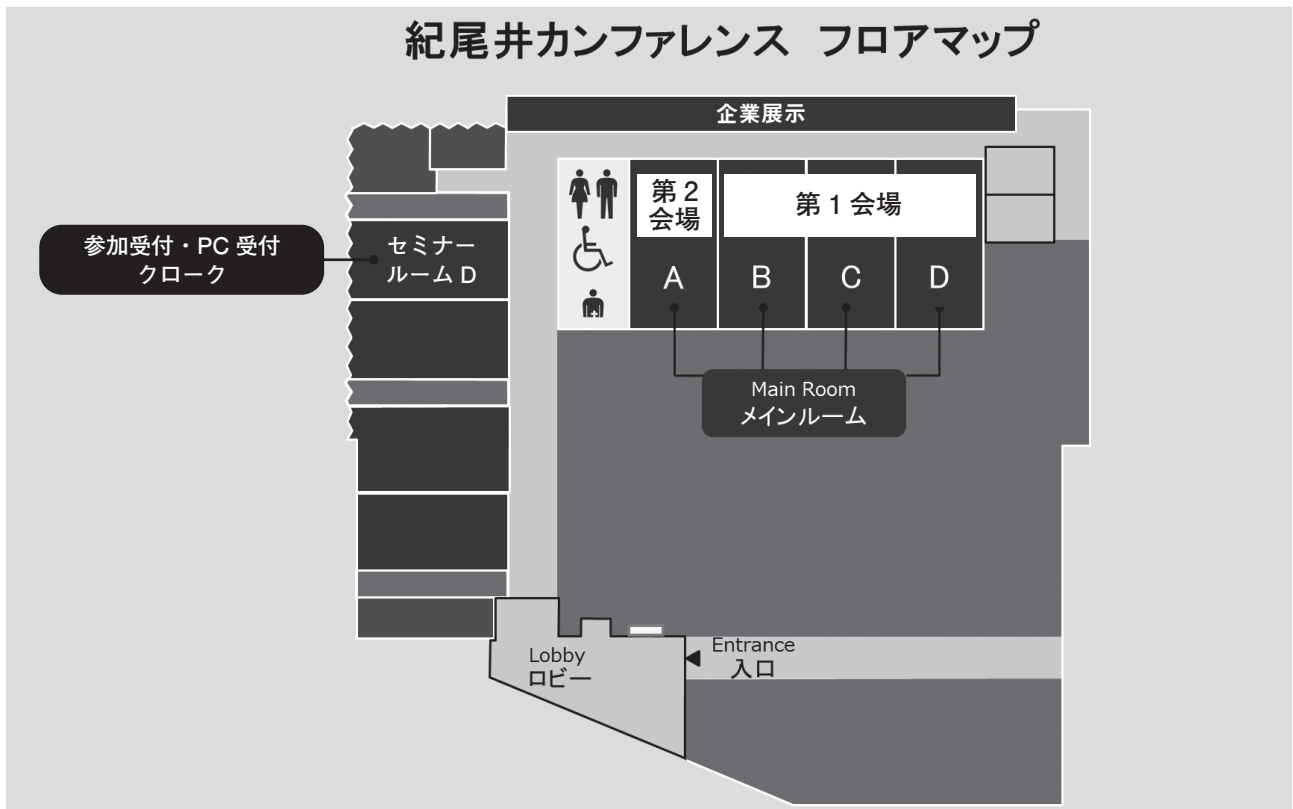 紀尾井カンファレンス フロアマップ
企業展示
第2
会場
第1会場
参加受付・PC受付
クローク
セミナー
ルームD
A
B
C
D
Main Room
メインルーム
Lobby
ロビー
Entrance
入口